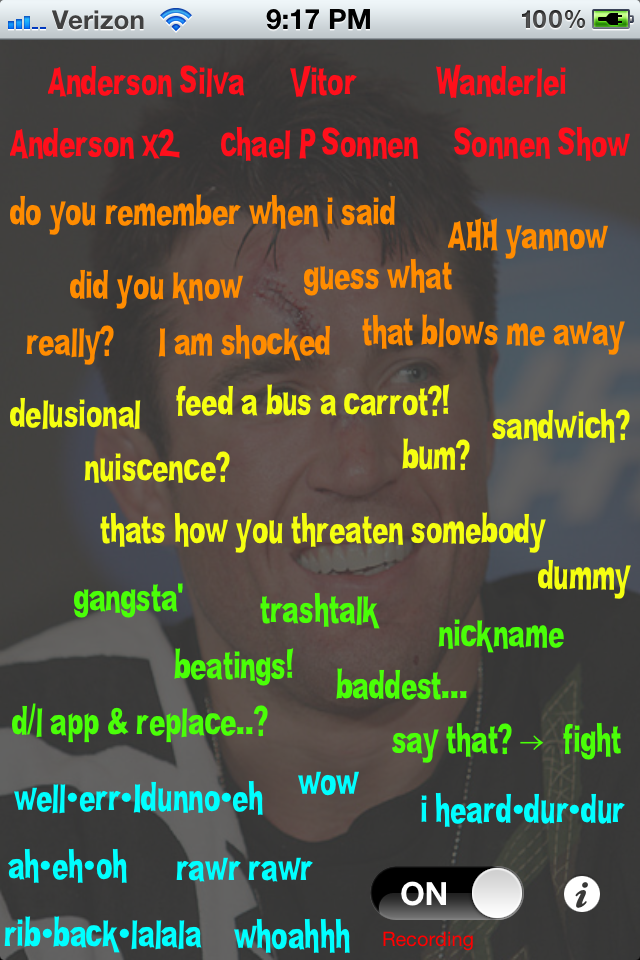 Verizon 9:17 PM 100%
Anderson Silva Vitor Wanderlei
Anderson x2 Chael P Sonnen Sonnen Show
do you remember when i said
AHH yannow
did you know guess what
really? I am shocked that blows me away
delusional feed a bus a carrot?! sandwich?
nuiscence? bum?
thats how you threaten somebody
dummy
gangsta' trashtalk nickname
beatings! baddest...
d/l app & replace..? say that? → fight
well•err•Idunno•eh wow i heard•dur•dur
ah•eh•oh rawr rawr ON i
rib•back•lalala whoahhh Recording